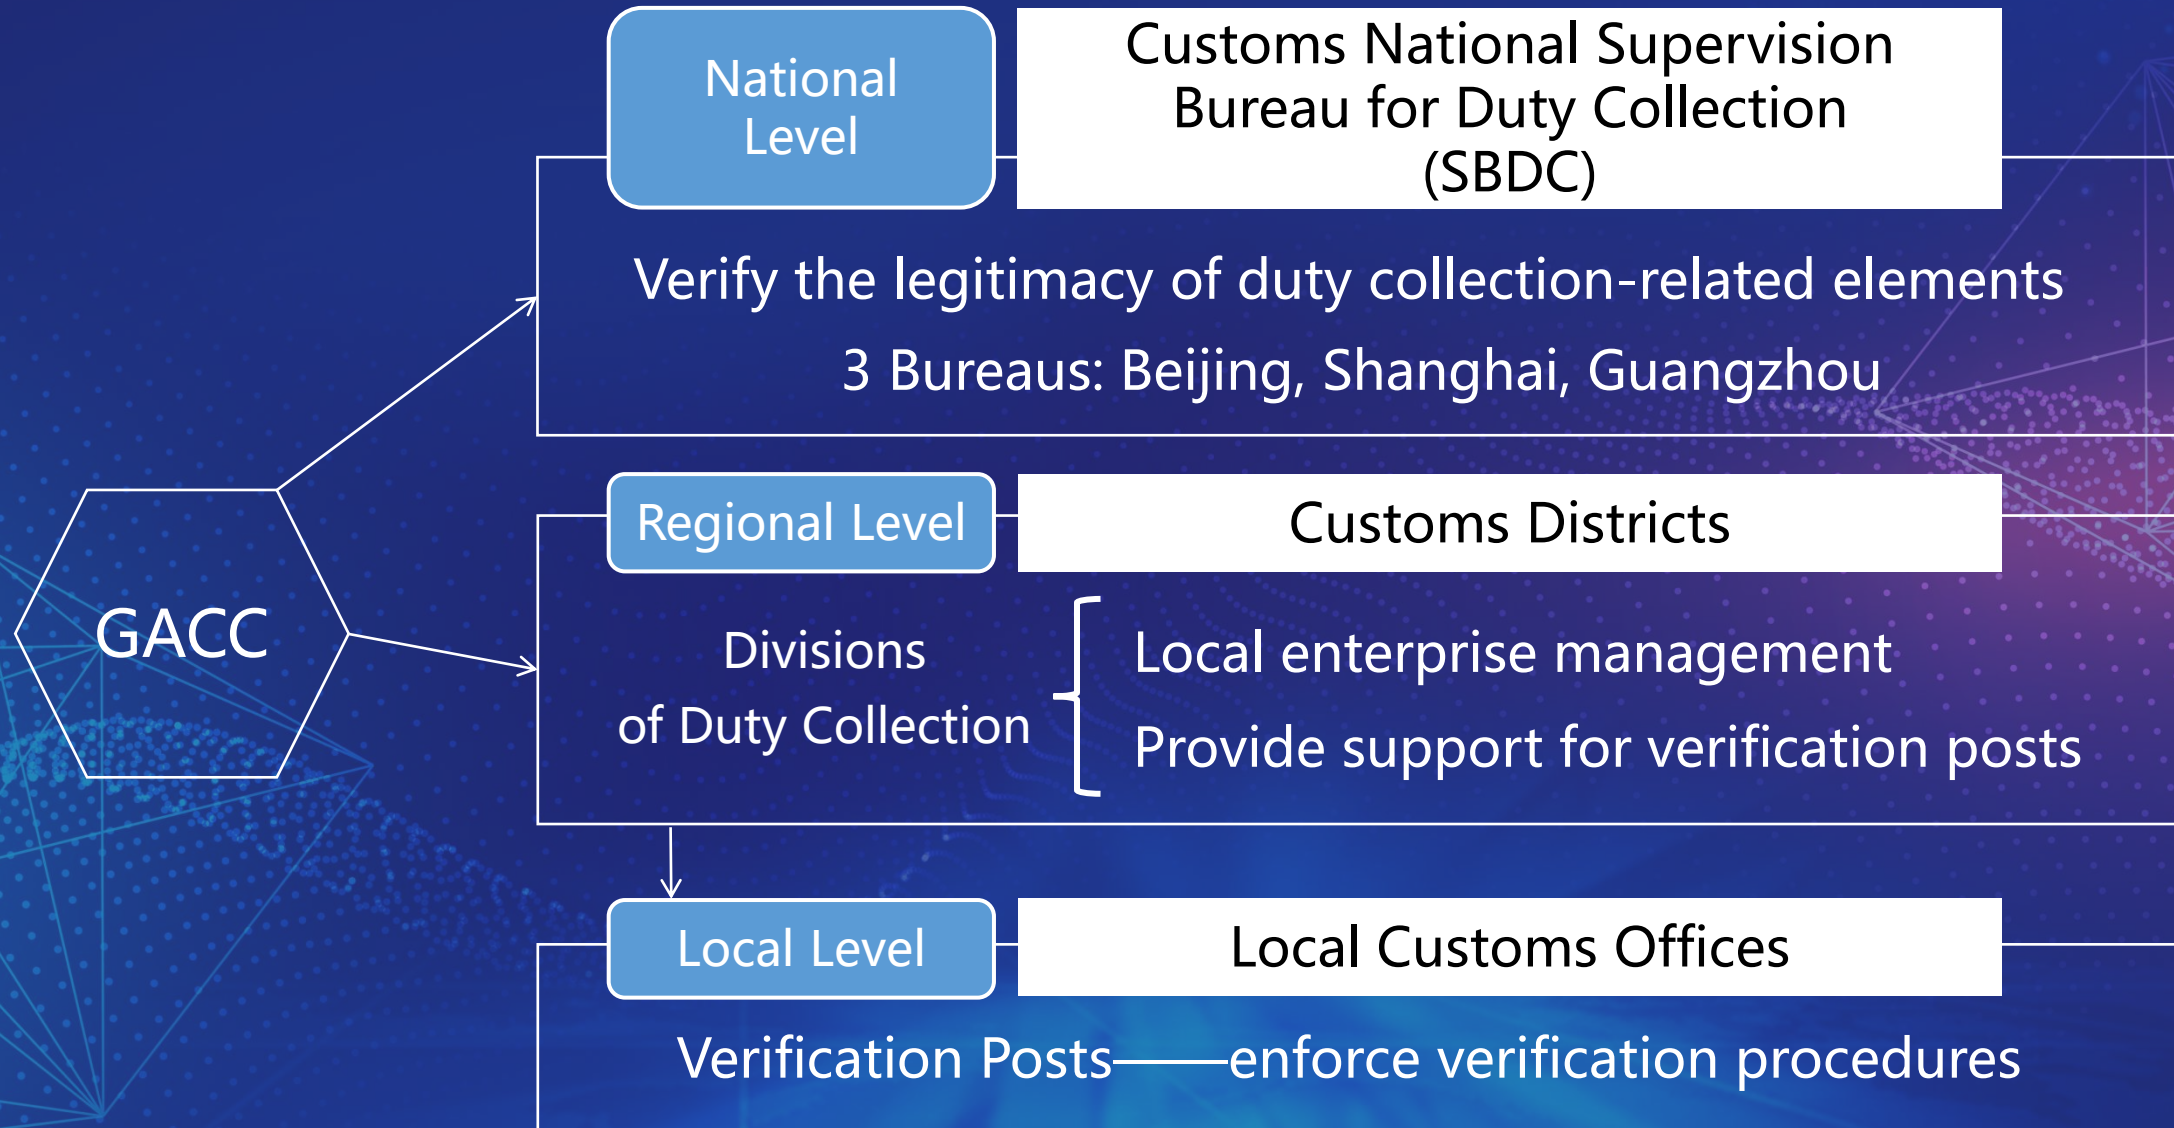 National
Level
Customs National Supervision
Bureau for Duty Collection
(SBDC)
Verify the legitimacy of duty collection-related elements
3 Bureaus: Beijing, Shanghai, Guangzhou
GACC
Regional Level
Customs Districts
Divisions
of Duty Collection
Local enterprise management
Provide support for verification posts
Local Level
Local Customs Offices
Verification Posts——enforce verification procedures